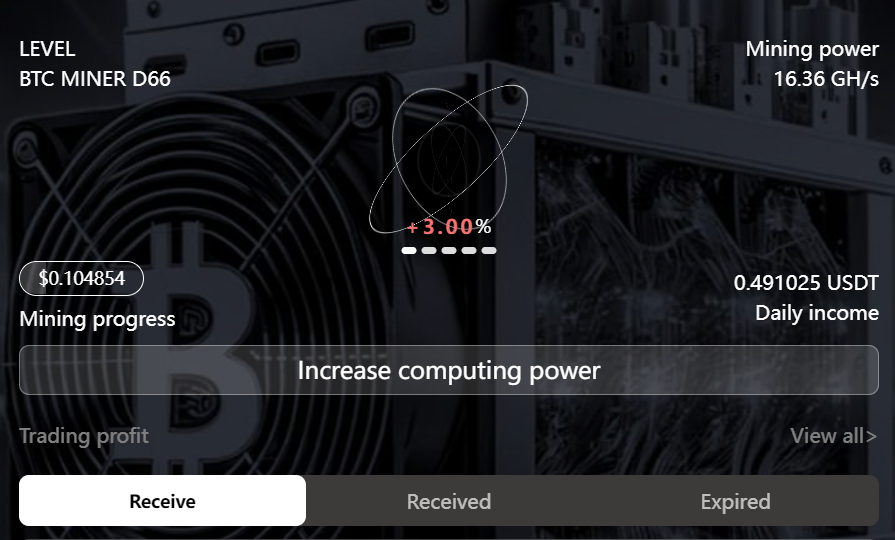 LEVEL
Mining power
BTC MINER D66
16.36 GH/s
+3.00%
$0.104854
0.491025 USDT
Mining progress
Daily income
Increase computing power
Trading profit
View all>
Receive
Received
Expired